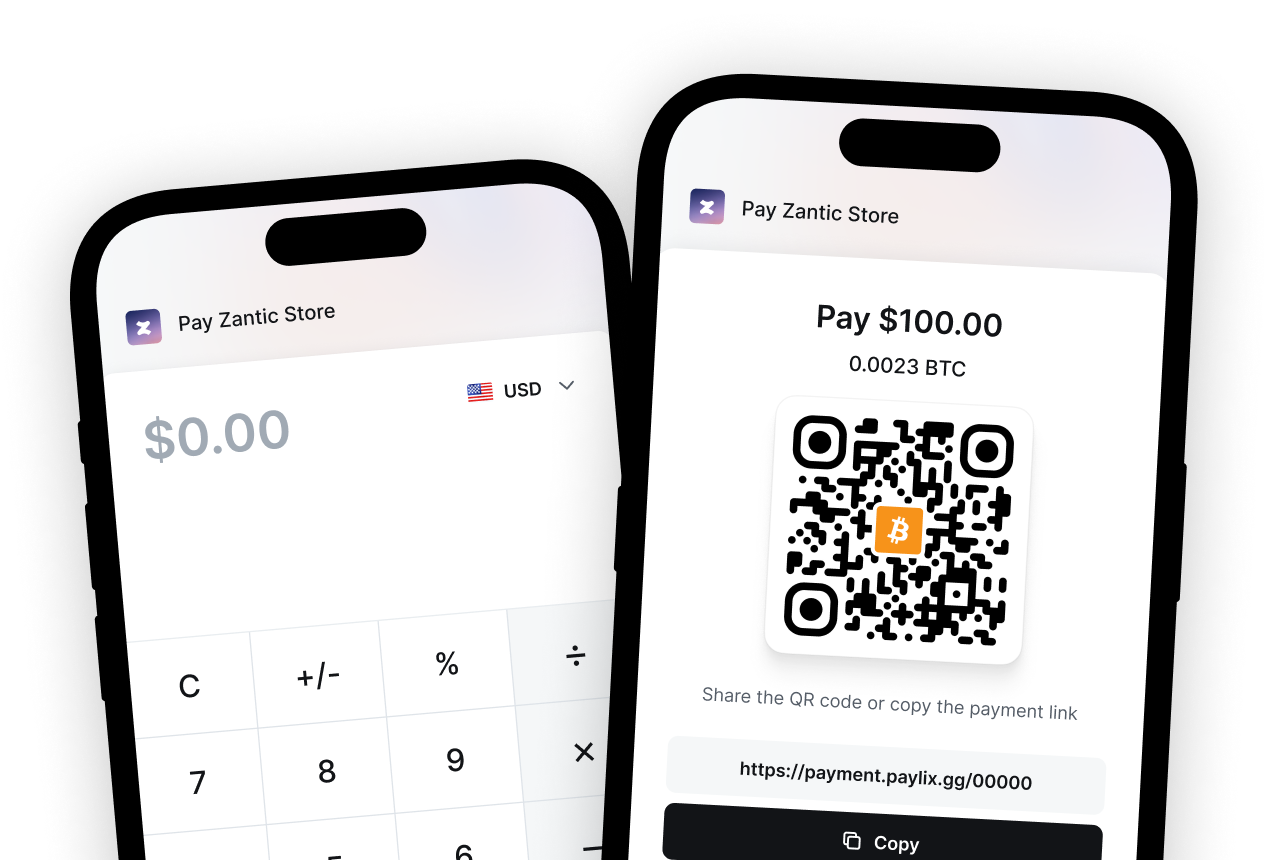 Pay Zantic Store
USD
$0.00
C
+/-
%
÷
7
8
9
×
6
−
Pay Zantic Store
Pay $100.00
0.0023 BTC
₿
Share the QR code or copy the payment link
https://payment.paylix.gg/00000
Copy